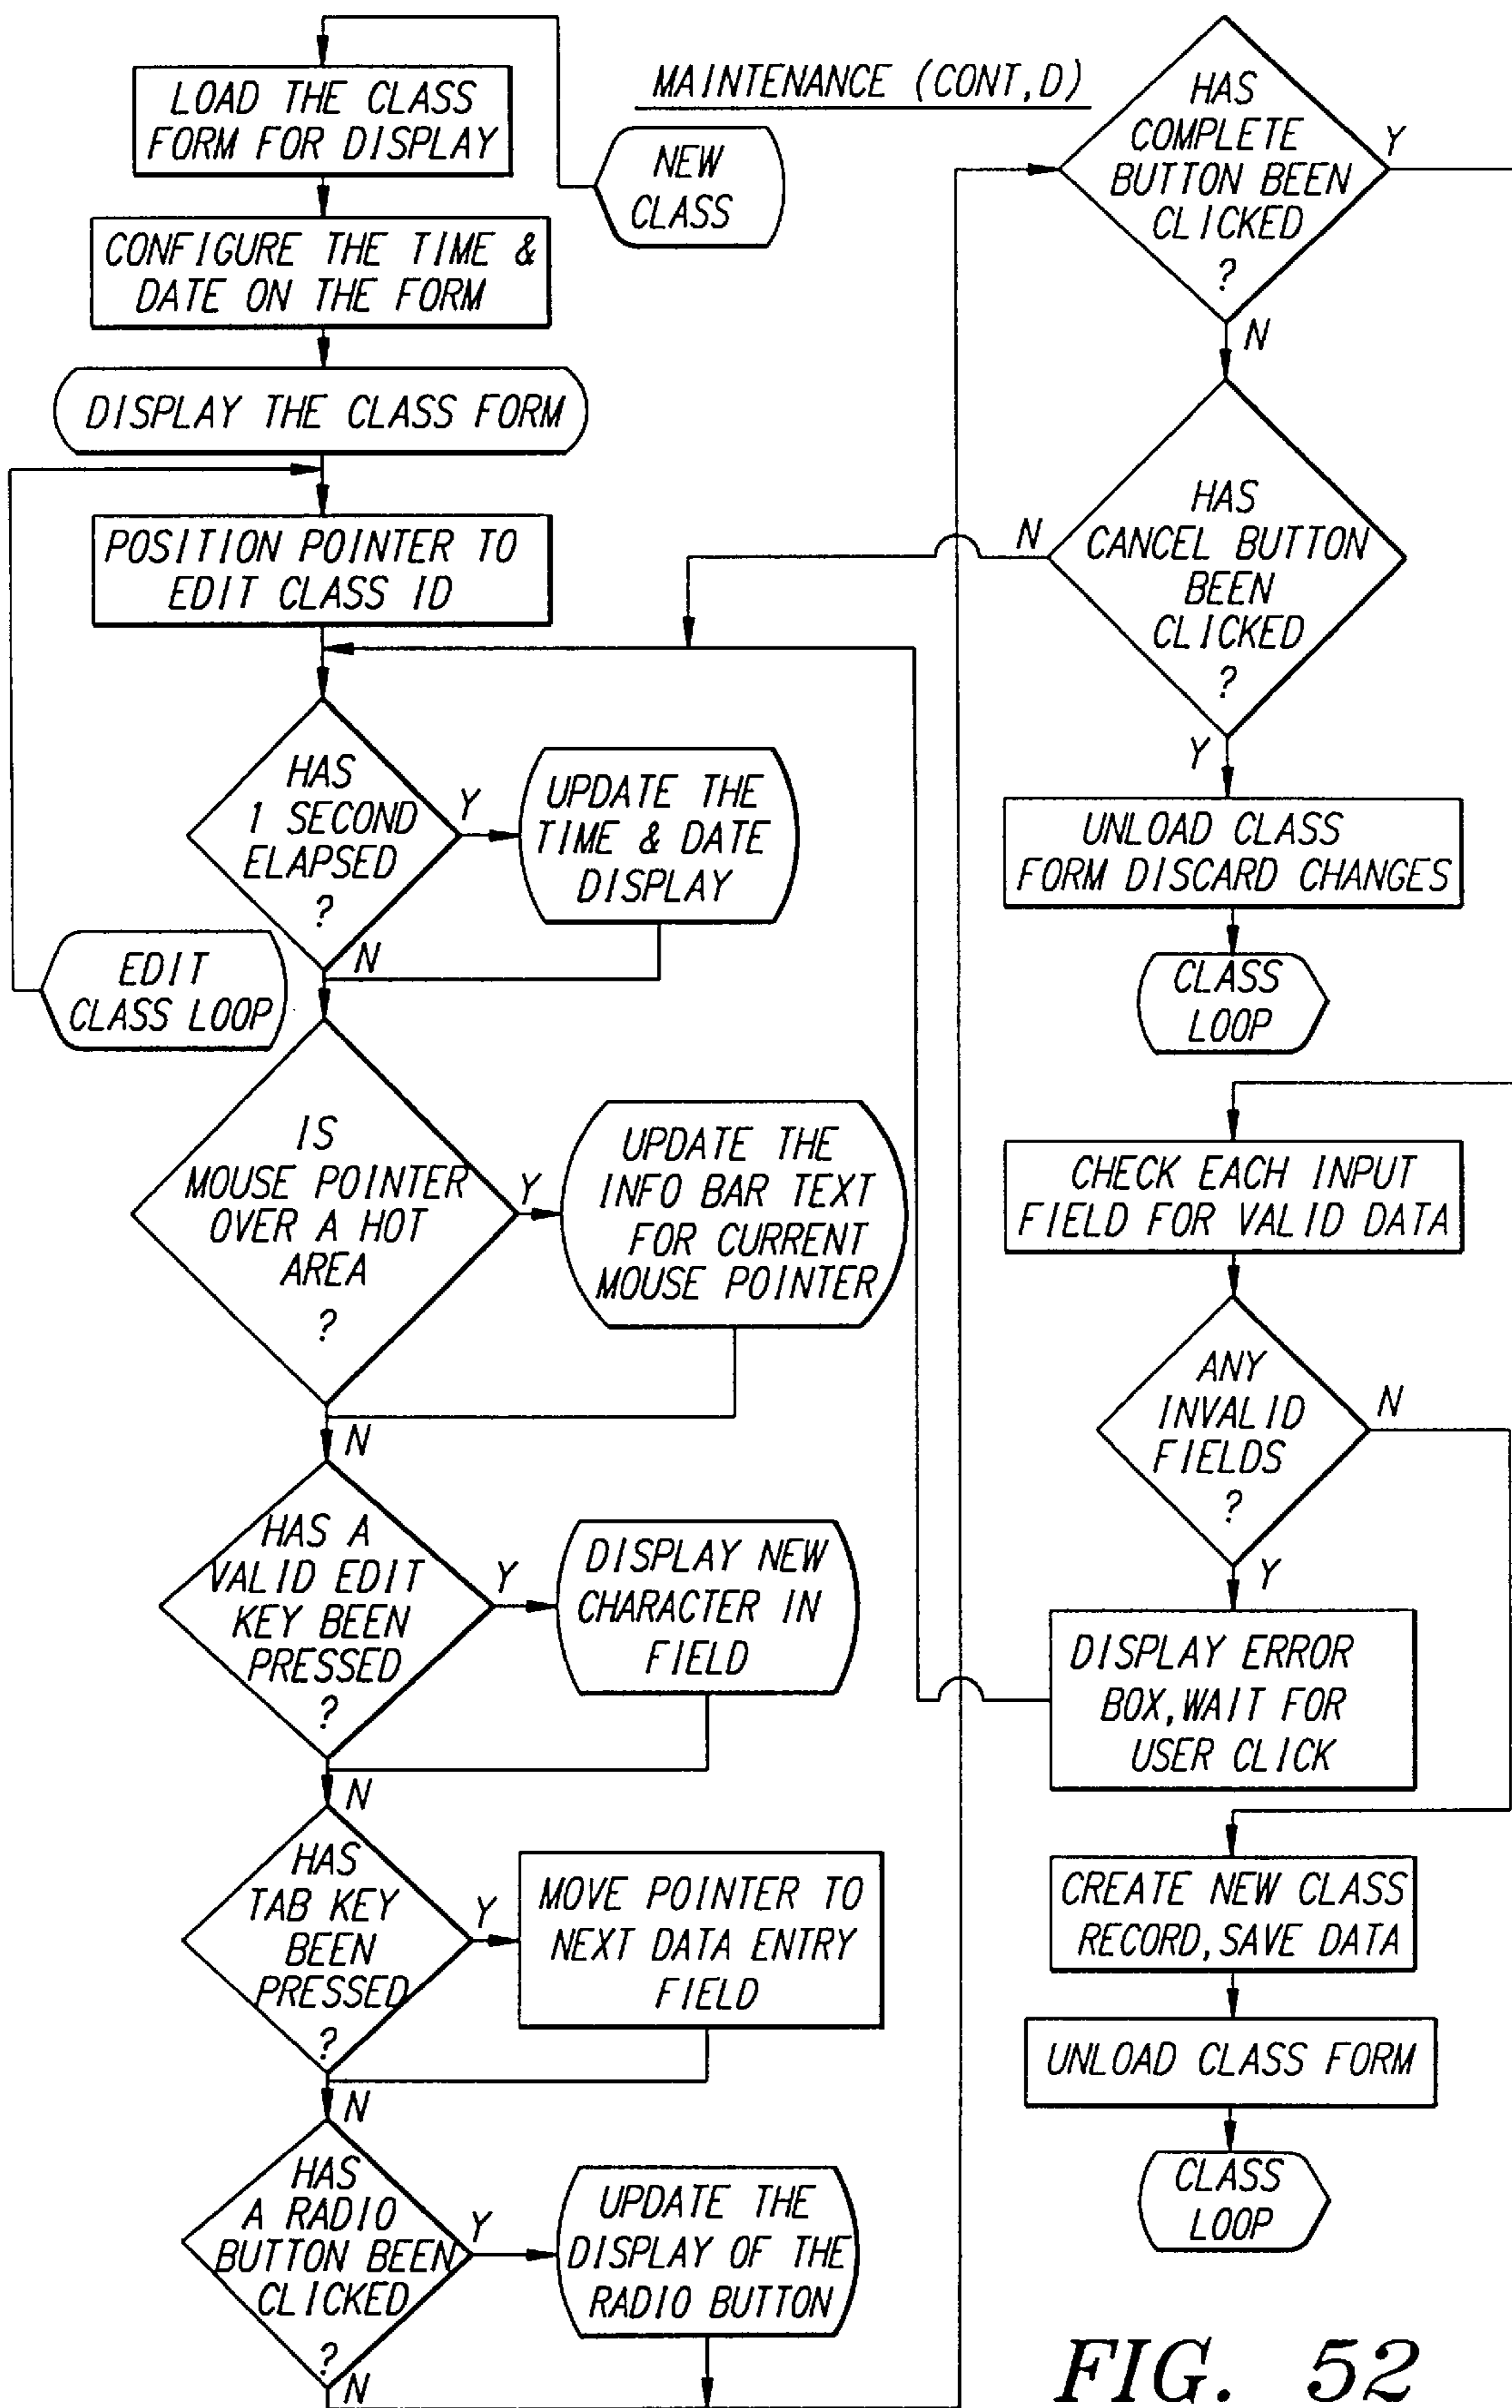 MAINTENANCE (CONT,D)
NEW
CLASS
LOAD THE CLASS
FORM FOR DISPLAY
CONFIGURE THE TIME &
DATE ON THE FORM
DISPLAY THE CLASS FORM
POSITION POINTER TO
EDIT CLASS ID
HAS
1 SECOND
ELAPSED
?
Y
UPDATE THE
TIME & DATE
DISPLAY
N
EDIT
CLASS LOOP
IS
MOUSE POINTER
OVER A HOT
AREA
?
Y
UPDATE THE
INFO BAR TEXT
FOR CURRENT
MOUSE POINTER
N
HAS A
VALID EDIT
KEY BEEN
PRESSED
?
Y
DISPLAY NEW
CHARACTER IN
FIELD
N
HAS
TAB KEY
BEEN
PRESSED
?
Y
MOVE POINTER TO
NEXT DATA ENTRY
FIELD
N
HAS
A RADIO
BUTTON BEEN
CLICKED
?
Y
UPDATE THE
DISPLAY OF THE
RADIO BUTTON
N
HAS
COMPLETE
BUTTON BEEN
CLICKED
?
Y
N
HAS
CANCEL BUTTON
BEEN
CLICKED
?
N
Y
UNLOAD CLASS
FORM DISCARD CHANGES
CLASS
LOOP
CHECK EACH INPUT
FIELD FOR VALID DATA
ANY
INVALID
FIELDS
?
N
Y
DISPLAY ERROR
BOX,WAIT FOR
USER CLICK
CREATE NEW CLASS
RECORD,SAVE DATA
UNLOAD CLASS FORM
CLASS
LOOP
FIG. 52